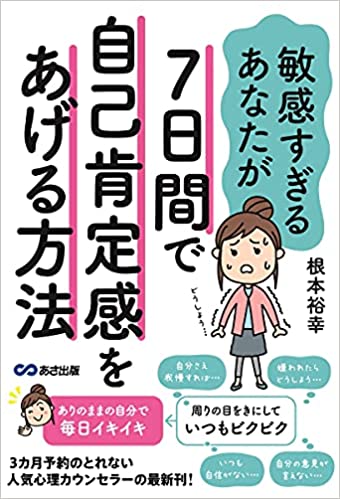 敏感すぎる
あなたが
7日間で
自己肯定感を
あげる方法
根本裕幸
どうしよう…
自分さえ
我慢すれば…
嫌われたら
どうしよう…
周りの目をきにして
いつもビクビク
いつも
自信がない…
自分の意見が
言えない…
ありのままの自分で
毎日イキイキ
あさ出版
3カ月予約のとれない
人気心理カウンセラーの最新刊!